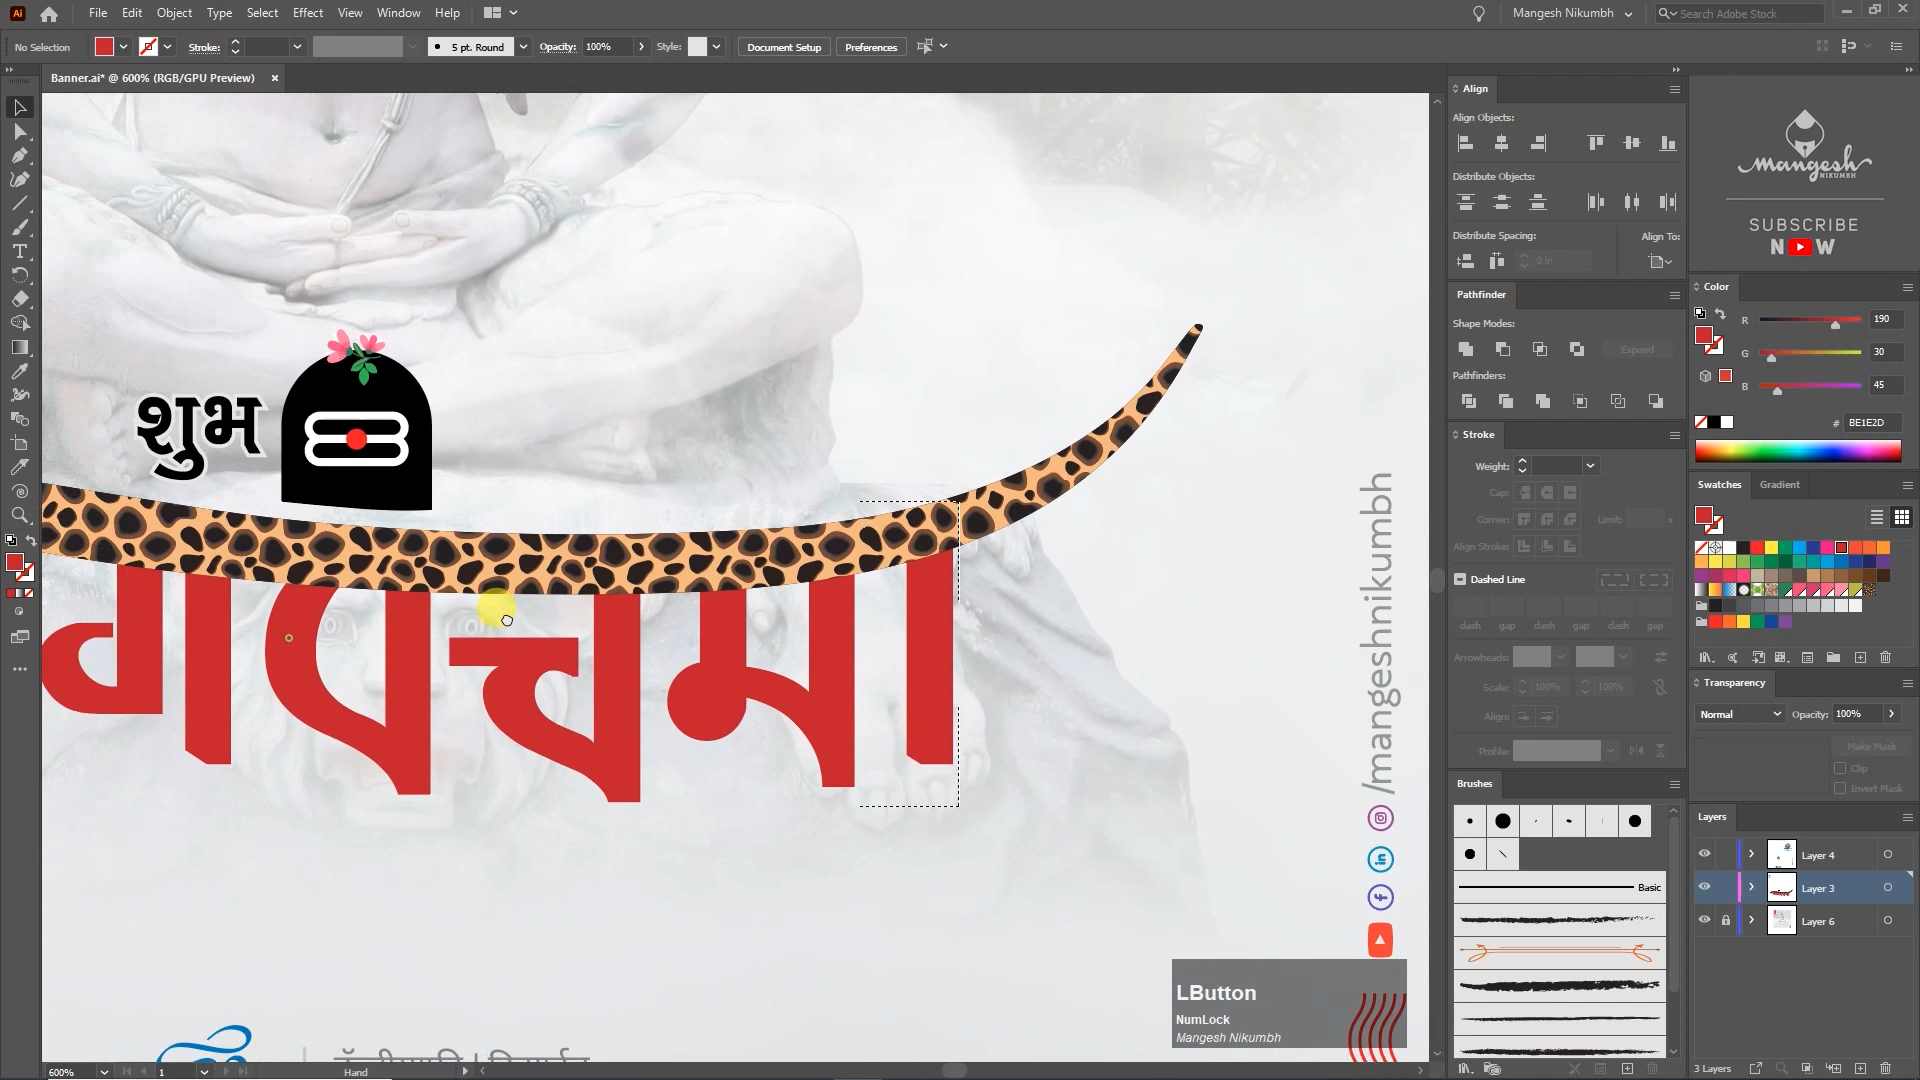 Ai File Edit Object Type Select Effect View Window Help Mangesh Nikumbh Search Adobe Stock
No Selection Stroke: 5 pt. Round Opacity: 100% Style: Document Setup Preferences
Banner.ai* @ 600% (RGB/GPU Preview)
Align
Align Objects:
Distribute Objects:
Distribute Spacing: Align To:
0 in
Pathfinder
Shape Modes:
Expand
Pathfinders:
Stroke
Weight:
Cap:
Corner: Limit: x
Align Stroke:
Dashed Line
dash gap dash gap dash gap
Arrowheads:
Scale: 100% 100%
Align:
Profile:
Brushes
Basic
mangesh
NIKUMBH
SUBSCRIBE
NOW
Color
R 190
G 30
B 45
# BE1E2D
Swatches Gradient
Transparency
Normal Opacity: 100%
Make Mask
Clip
Invert Mask
Layers
Layer 4
Layer 3
Layer 6
3 Layers
शुभ
/mangeshnikumbh
LButton
NumLock
Mangesh Nikumbh
600% 1 Hand